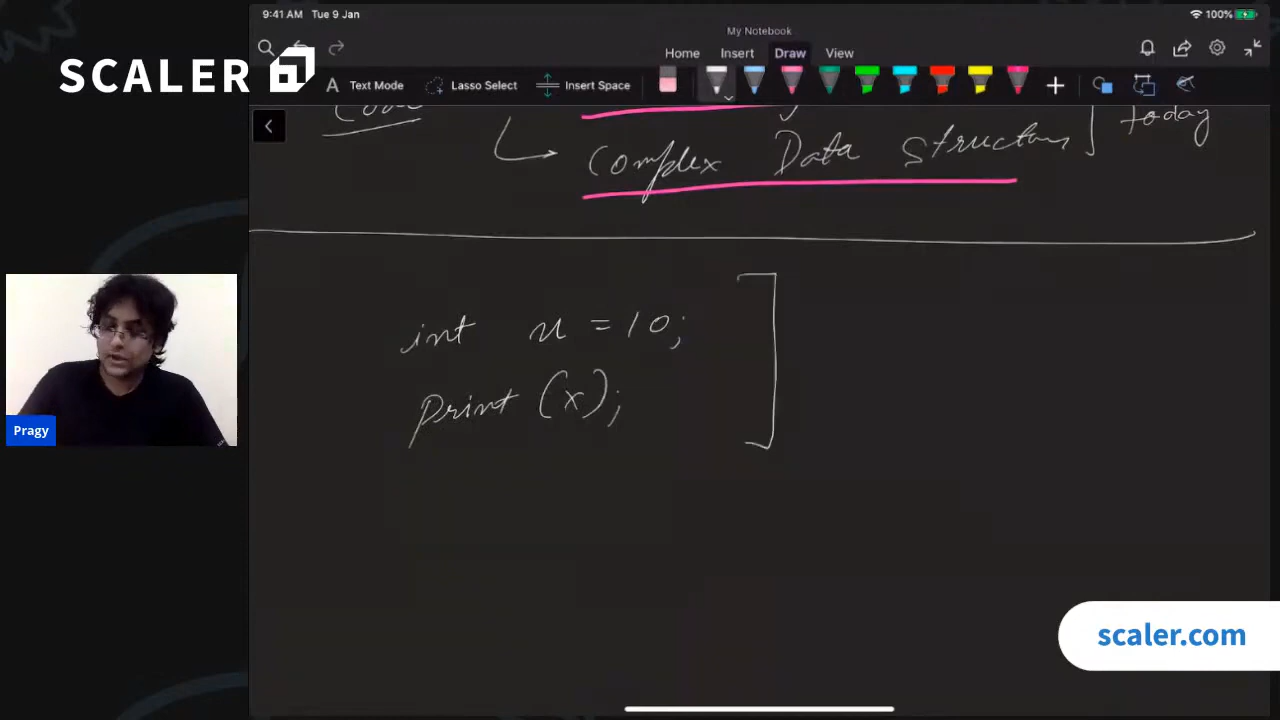 9:41 AM Tue 9 Jan
100%
My Notebook
Home Insert Draw View
SCALER
A Text Mode Lasso Select Insert Space
today
Complex Data Structures
int x = 10;
print (x);
Pragy
scaler.com